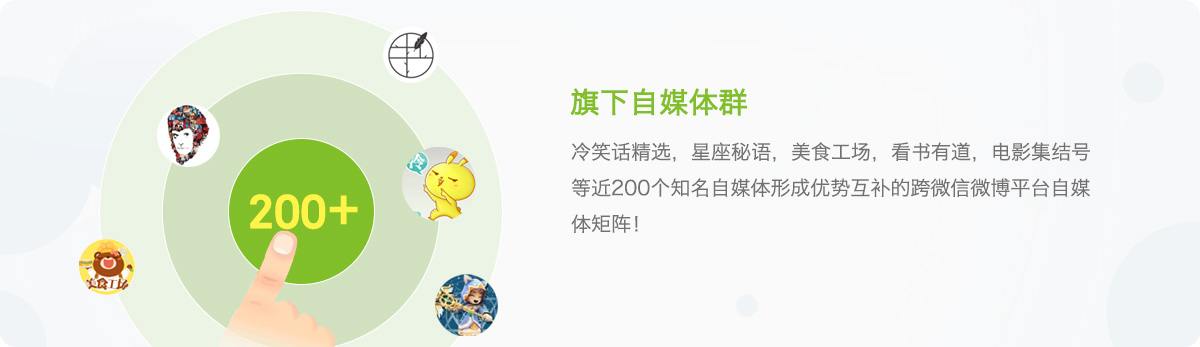 旗下自媒体群
冷笑话精选，星座秘语，美食工场，看书有道，电影集结号
等近200个知名自媒体形成优势互补的跨微信微博平台自媒
体矩阵！
200+
冷
美食工场